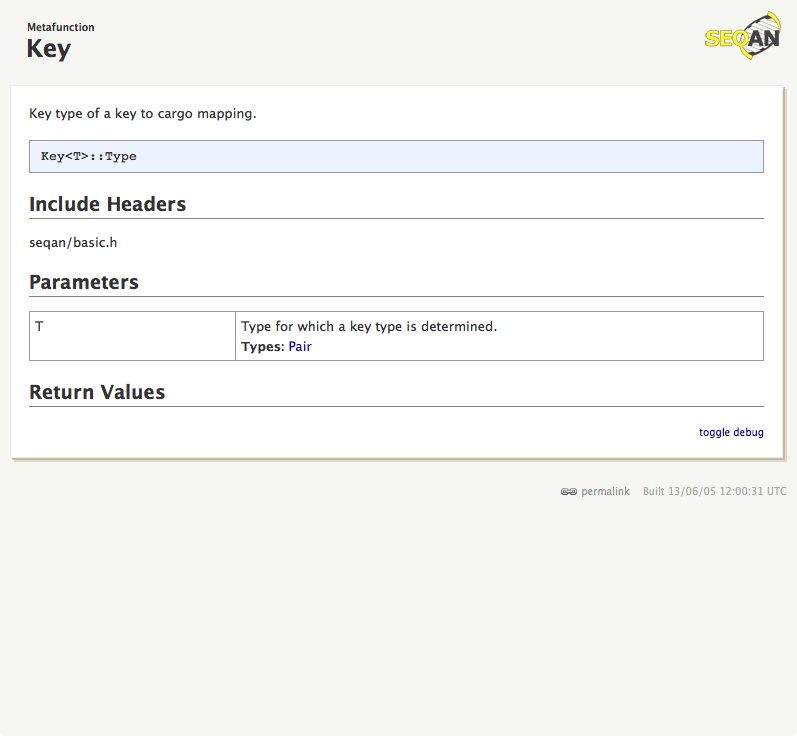 Metafunction
Key
SEQAN
Key type of a key to cargo mapping.
Key<T>::Type
Include Headers
seqan/basic.h
Parameters
T
Type for which a key type is determined.
Types: Pair
Return Values
toggle debug
permalink Built 13/06/05 12:00:31 UTC